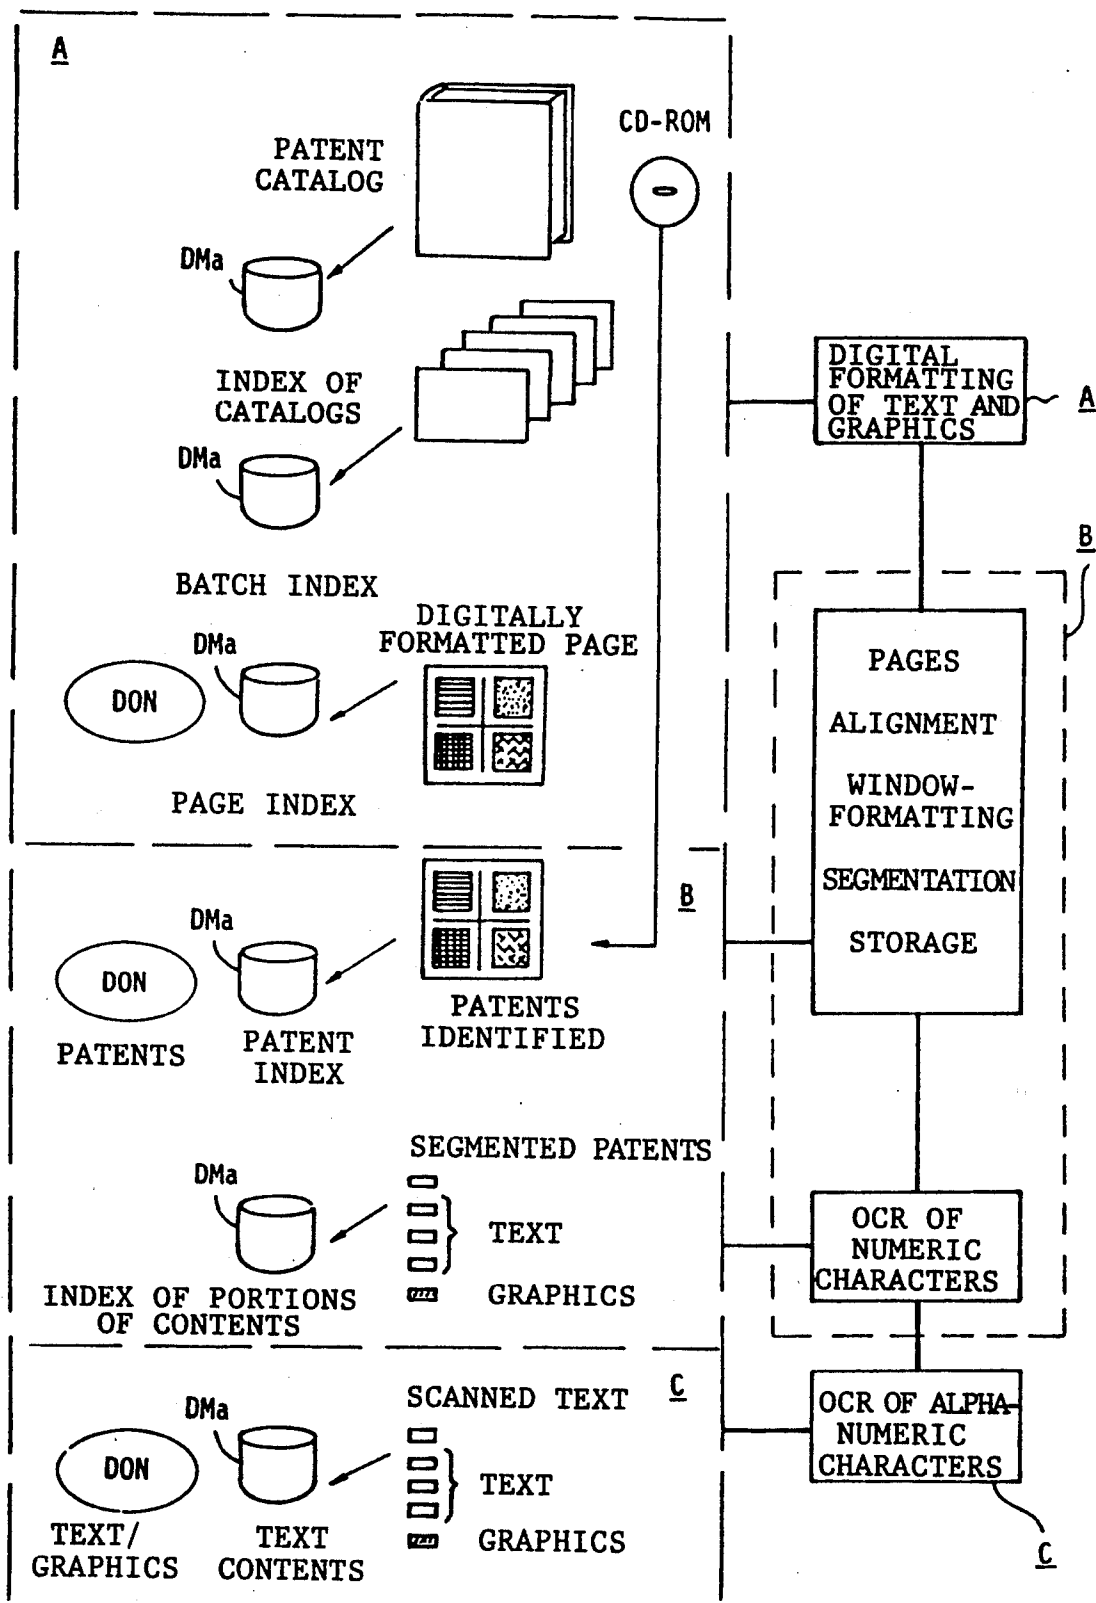 A
PATENT
CATALOG
CD-ROM
DMa
INDEX OF
CATALOGS
DMa
BATCH INDEX
DIGITALLY
FORMATTED PAGE
DMa
DON
PAGE INDEX
B
DMa
DON
PATENTS
PATENT
INDEX
PATENTS
IDENTIFIED
SEGMENTED PATENTS
DMa
TEXT
GRAPHICS
INDEX OF PORTIONS
OF CONTENTS
C
SCANNED TEXT
DMa
DON
TEXT
GRAPHICS
TEXT/
GRAPHICS
TEXT
CONTENTS
DIGITAL
FORMATTING
OF TEXT AND
GRAPHICS
A
B
PAGES
ALIGNMENT
WINDOW-
FORMATTING
SEGMENTATION
STORAGE
OCR OF
NUMERIC
CHARACTERS
OCR OF ALPHA-
NUMERIC
CHARACTERS
C